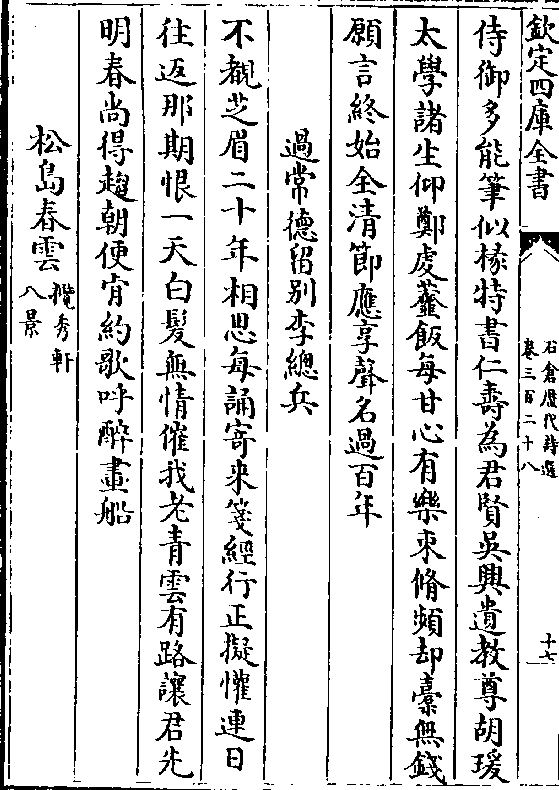 欽定四庫全書
石倉歷代詩選
卷三百二十八
十七
侍御多能筆似椽特書仁壽為君賢吳興遺教尊胡瑗
太學諸生仰鄭虔虀飯每甘心有樂束脩頻却橐無錢
願言終始全清節應享聲名過百年
過常德留别李總兵
不覩芝眉二十年相思每誦寄來箋經行正擬懽連日
往返那期恨一天白髮無情催我老青雲有路讓君先
明春尚得趨朝便肯約歌呼醉畫船
松島春雲
攬秀軒
八景